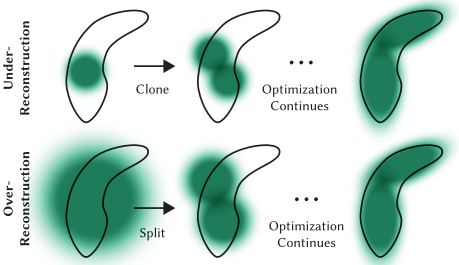 Under-
Reconstruction
Clone
...
Optimization
Continues
Over-
Reconstruction
Split
...
Optimization
Continues